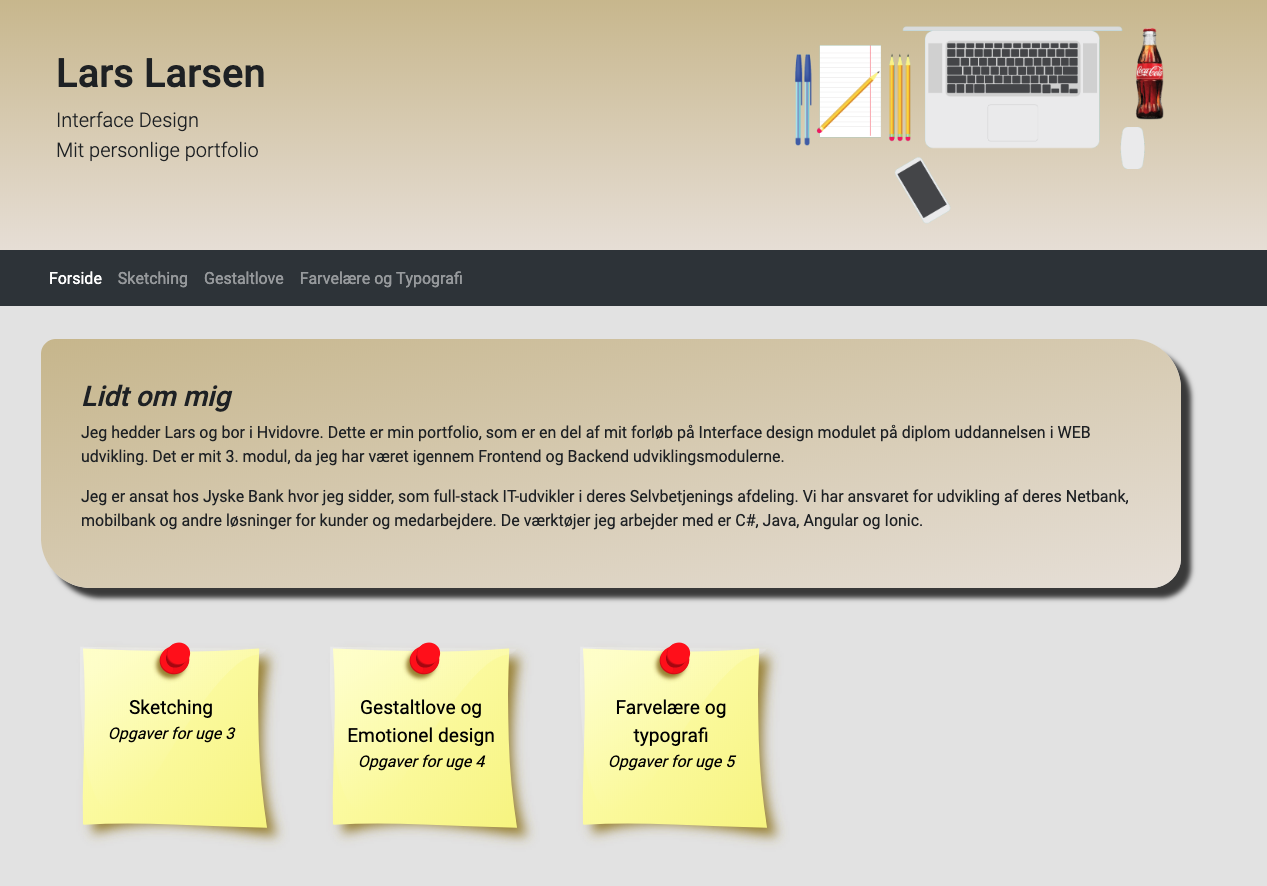 Lars Larsen
Interface Design
Mit personlige portfolio
Coca-Cola
Forside Sketching Gestaltlove Farvelære og Typografi
Lidt om mig
Jeg hedder Lars og bor i Hvidovre. Dette er min portfolio, som er en del af mit forløb på Interface design modulet på diplom uddannelsen i WEB
udvikling. Det er mit 3. modul, da jeg har været igennem Frontend og Backend udviklingsmodulerne.
Jeg er ansat hos Jyske Bank hvor jeg sidder, som full-stack IT-udvikler i deres Selvbetjenings afdeling. Vi har ansvaret for udvikling af deres Netbank,
mobilbank og andre løsninger for kunder og medarbejdere. De værktøjer jeg arbejder med er C#, Java, Angular og Ionic.
Sketching
Opgaver for uge 3
Gestaltlove og
Emotionel design
Opgaver for uge 4
Farvelære og
typografi
Opgaver for uge 5